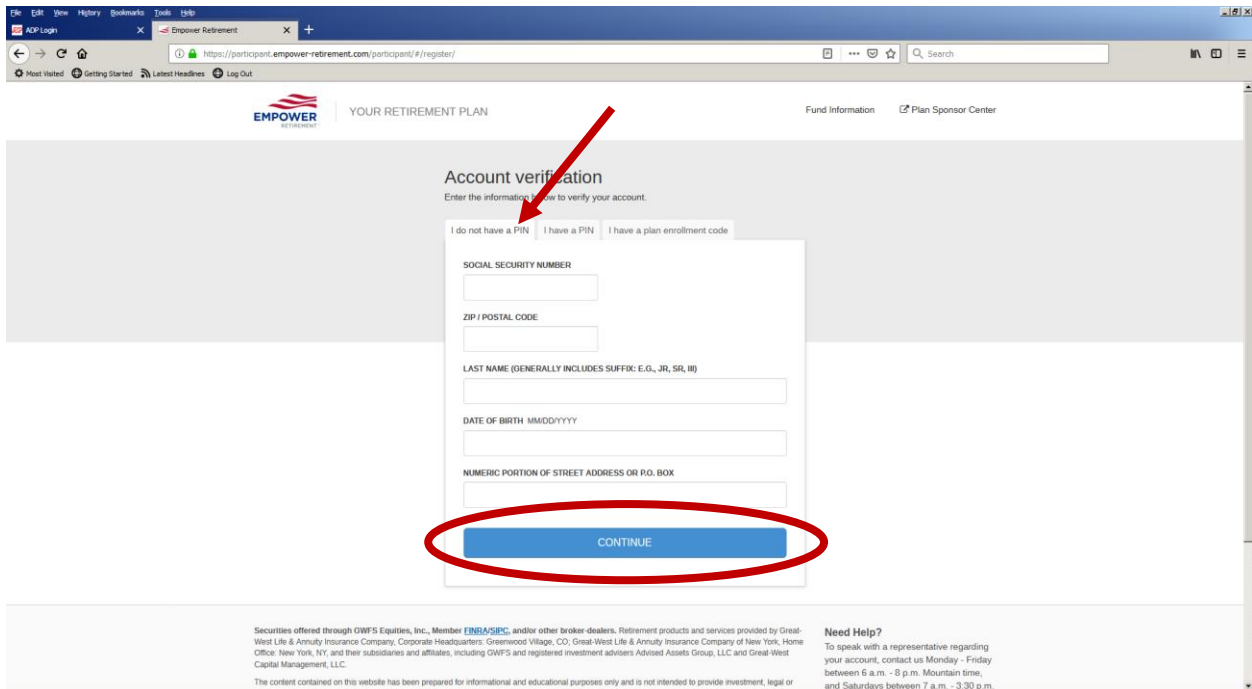 File Edit View History Bookmarks Tools Help
ADP Login
Empower Retirement
https://participant.empower-retirement.com/participant/#/register/
Search
Most Visited Getting Started Latest Headlines Log Out
EMPOWER
RETIREMENT
YOUR RETIREMENT PLAN
Fund Information Plan Sponsor Center
Account verification
Enter the information to verify your account.
I do not have a PIN I have a PIN I have a plan enrollment code
SOCIAL SECURITY NUMBER
ZIP / POSTAL CODE
LAST NAME (GENERALLY INCLUDES SUFFIX: E.G., JR, SR, III)
DATE OF BIRTH MM/DD/YYYY
NUMERIC PORTION OF STREET ADDRESS OR P.O. BOX
CONTINUE
Securities offered through GWFS Equities, Inc., Member FINRA/SIPC, and/or other broker-dealers. Retirement products and services provided by Great-
West Life & Annuity Insurance Company, Corporate Headquarters: Greenwood Village, CO; Great-West Life & Annuity Insurance Company of New York, Home
Office: New York, NY, and their subsidiaries and affiliates, including GWFS and registered investment advisers Advised Assets Group, LLC and Great-West
Capital Management, LLC.
The content contained on this website has been prepared for informational and educational purposes only and is not intended to provide investment, legal or
Need Help?
To speak with a representative regarding
your account, contact us Monday - Friday
between 6 a.m. - 8 p.m. Mountain time,
and Saturdays between 7 a.m. - 3:30 p.m.